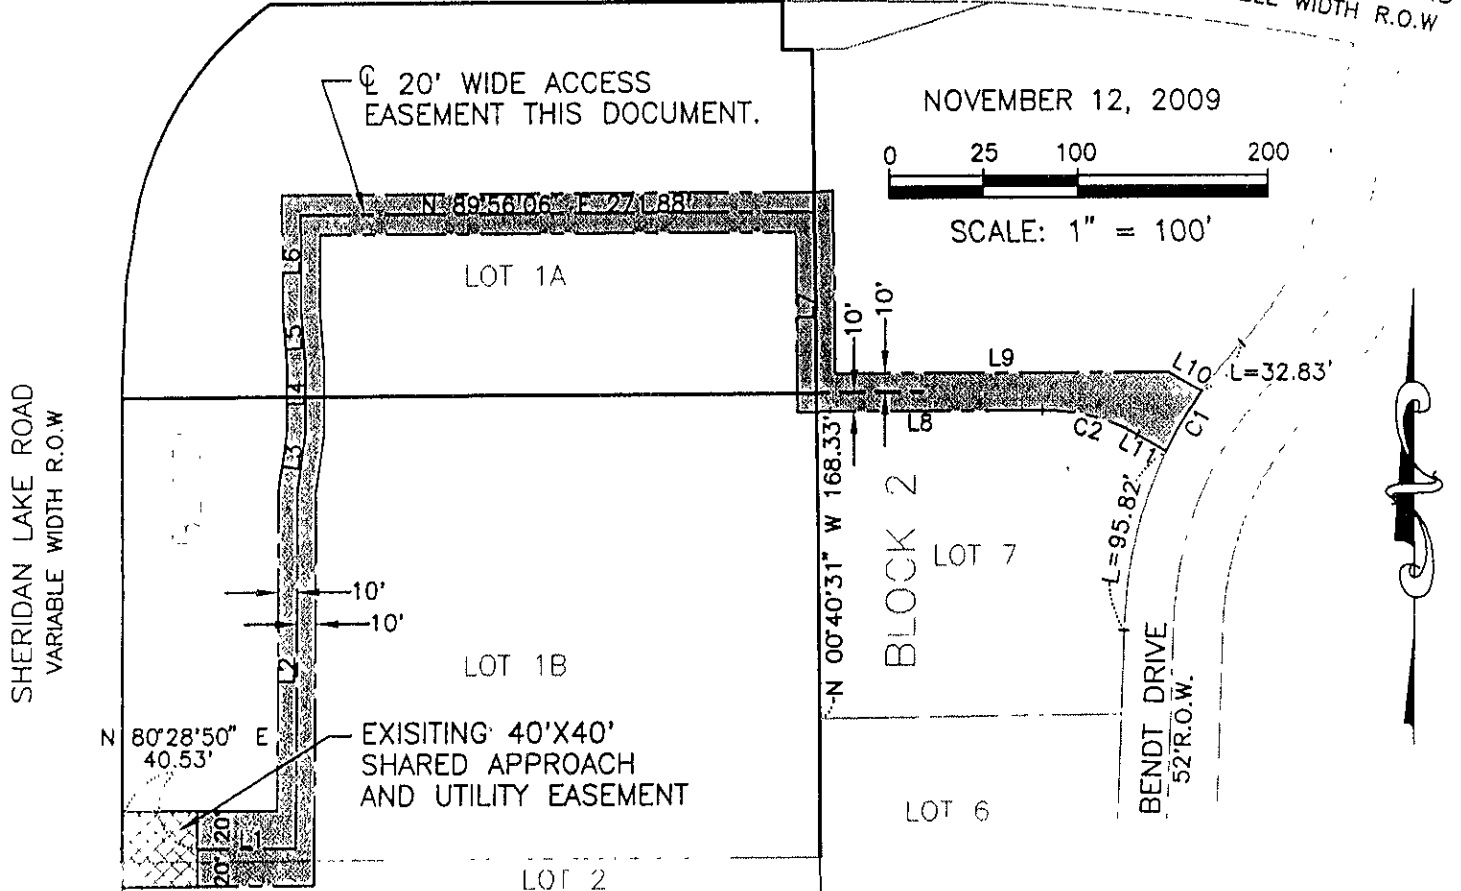 WIDTH R.O.W
℄ 20' WIDE ACCESS
EASEMENT THIS DOCUMENT.
NOVEMBER 12, 2009
0 25 100 200
SCALE: 1" = 100'
N 89°56'06" E 271.88'
LOT 1A
L6
L5
L4
L3
L2
L1
L7
10'
10'
L9
L10
L=32.83'
C1
L8
C2
L11
L=95.82'
SHERIDAN LAKE ROAD
VARIABLE WIDTH R.O.W
N 00°40'31" W 168.33'
BLOCK 2
LOT 7
10'
10'
LOT 1B
BENDT DRIVE
52'R.O.W.
N 80°28'50" E
40.53'
EXISITING 40'X40'
SHARED APPROACH
AND UTILITY EASEMENT
20'
20'
LOT 6
LOT 2